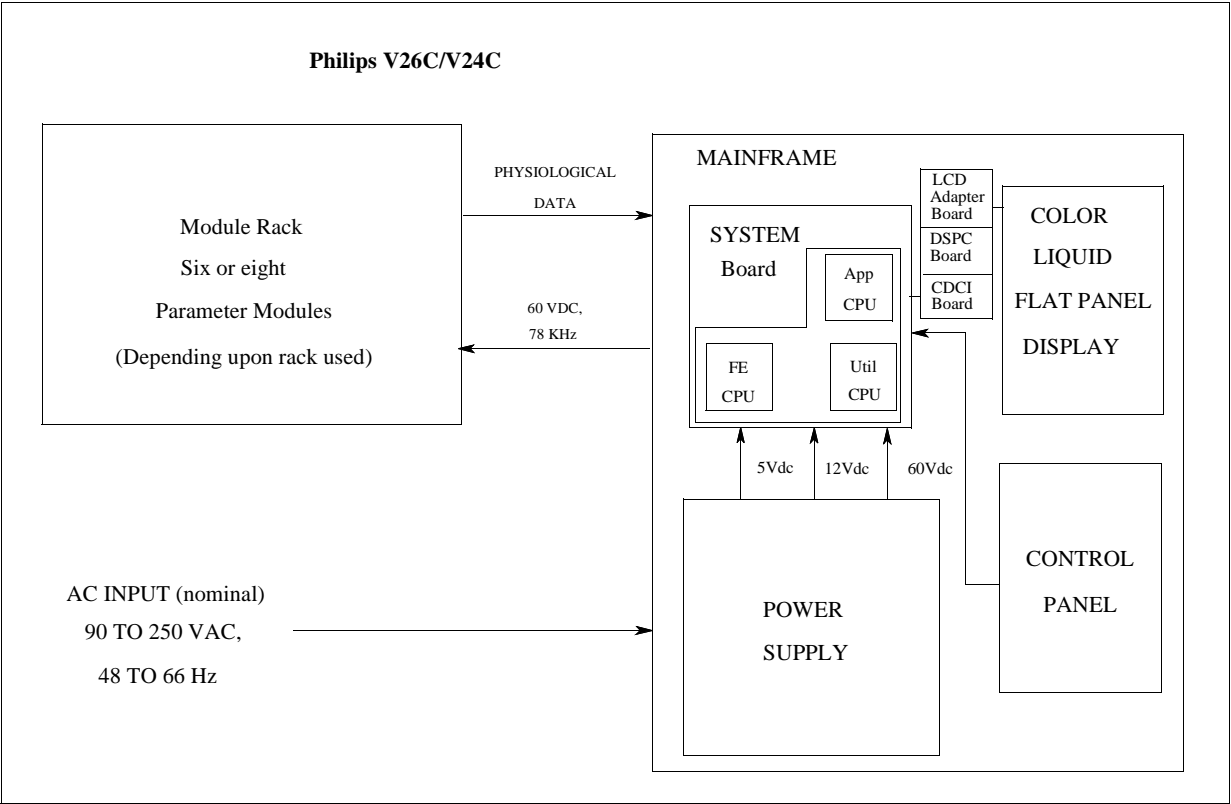 Philips V26C/V24C
Module Rack
Six or eight
Parameter Modules
(Depending upon rack used)
PHYSIOLOGICAL
DATA
60 VDC,
78 KHz
AC INPUT (nominal)
90 TO 250 VAC,
48 TO 66 Hz
MAINFRAME
SYSTEM
Board
App
CPU
FE
CPU
Util
CPU
LCD
Adapter
Board
DSPC
Board
CDCI
Board
COLOR
LIQUID
FLAT PANEL
DISPLAY
5Vdc
12Vdc
60Vdc
POWER
SUPPLY
CONTROL
PANEL